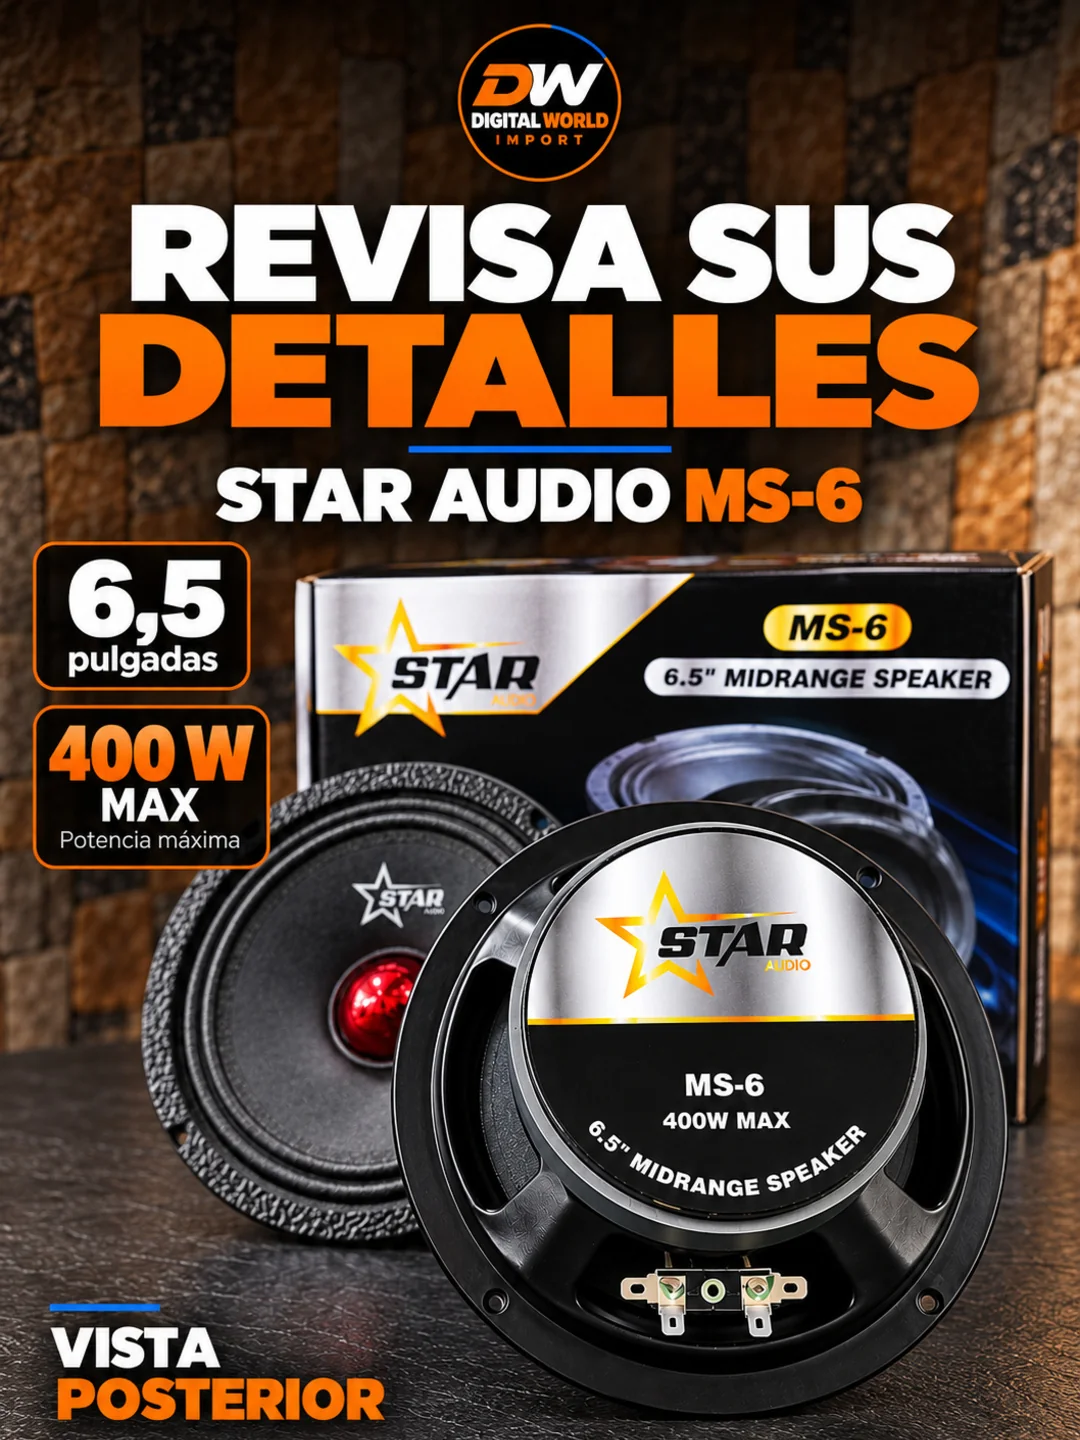 DW
DIGITAL WORLD
IMPORT
REVISA SUS
DETALLES
STAR AUDIO MS-6
6,5
pulgadas
400 W
MAX
Potencia máxima
STAR
AUDIO
MS-6
6.5" MIDRANGE SPEAKER
STAR
AUDIO
STAR
AUDIO
MS-6
400W MAX
6.5" MIDRANGE SPEAKER
VISTA
POSTERIOR